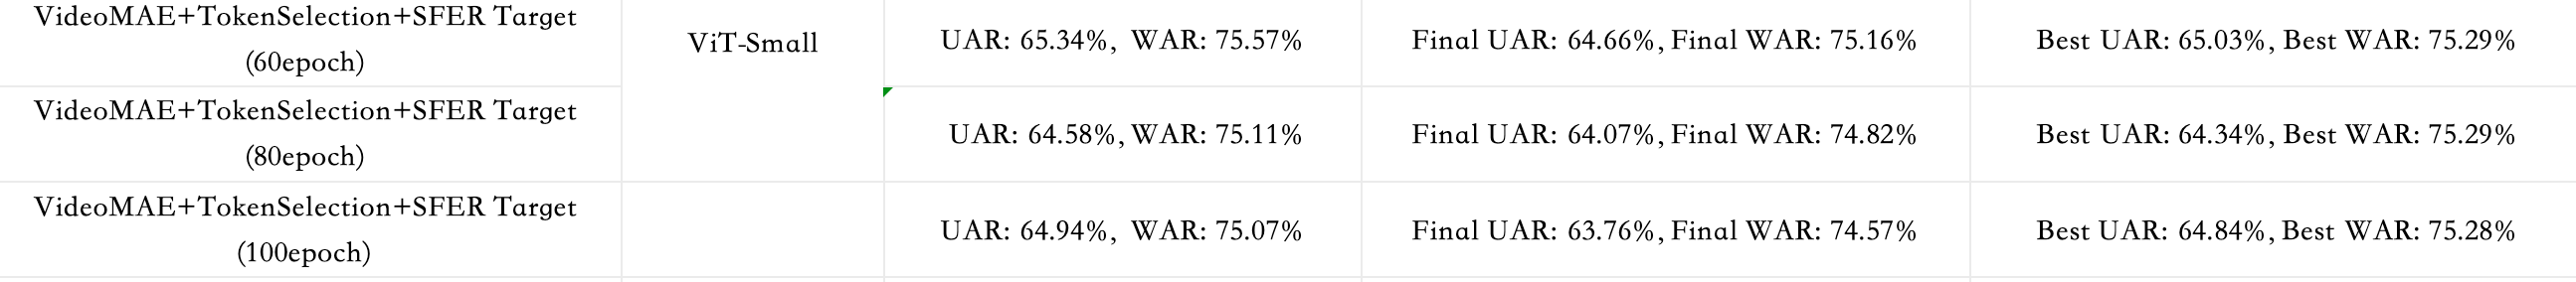 VideoMAE+TokenSelection+SFER Target
(60epoch)
ViT-Small
UAR: 65.34%, WAR: 75.57%
Final UAR: 64.66%, Final WAR: 75.16%
Best UAR: 65.03%, Best WAR: 75.29%
VideoMAE+TokenSelection+SFER Target
(80epoch)
UAR: 64.58%, WAR: 75.11%
Final UAR: 64.07%, Final WAR: 74.82%
Best UAR: 64.34%, Best WAR: 75.29%
VideoMAE+TokenSelection+SFER Target
(100epoch)
UAR: 64.94%, WAR: 75.07%
Final UAR: 63.76%, Final WAR: 74.57%
Best UAR: 64.84%, Best WAR: 75.28%